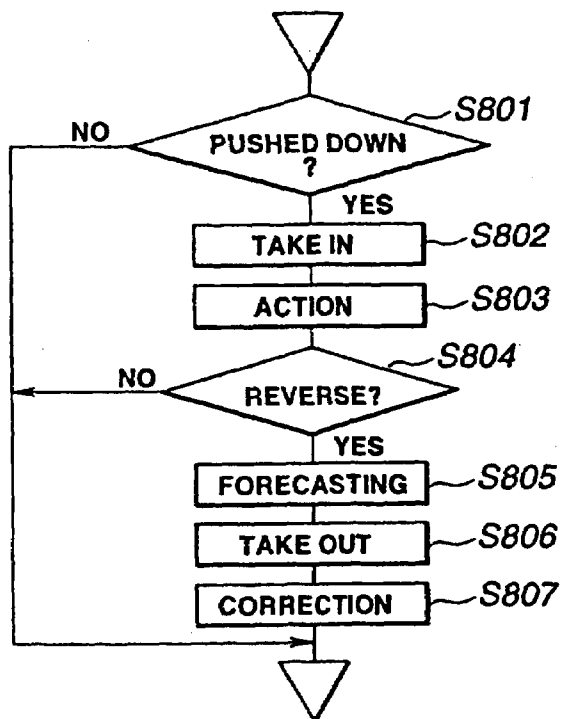 S801
NO
PUSHED DOWN
?
YES
TAKE IN
S802
ACTION
S803
S804
NO
REVERSE?
YES
FORECASTING
S805
TAKE OUT
S806
CORRECTION
S807